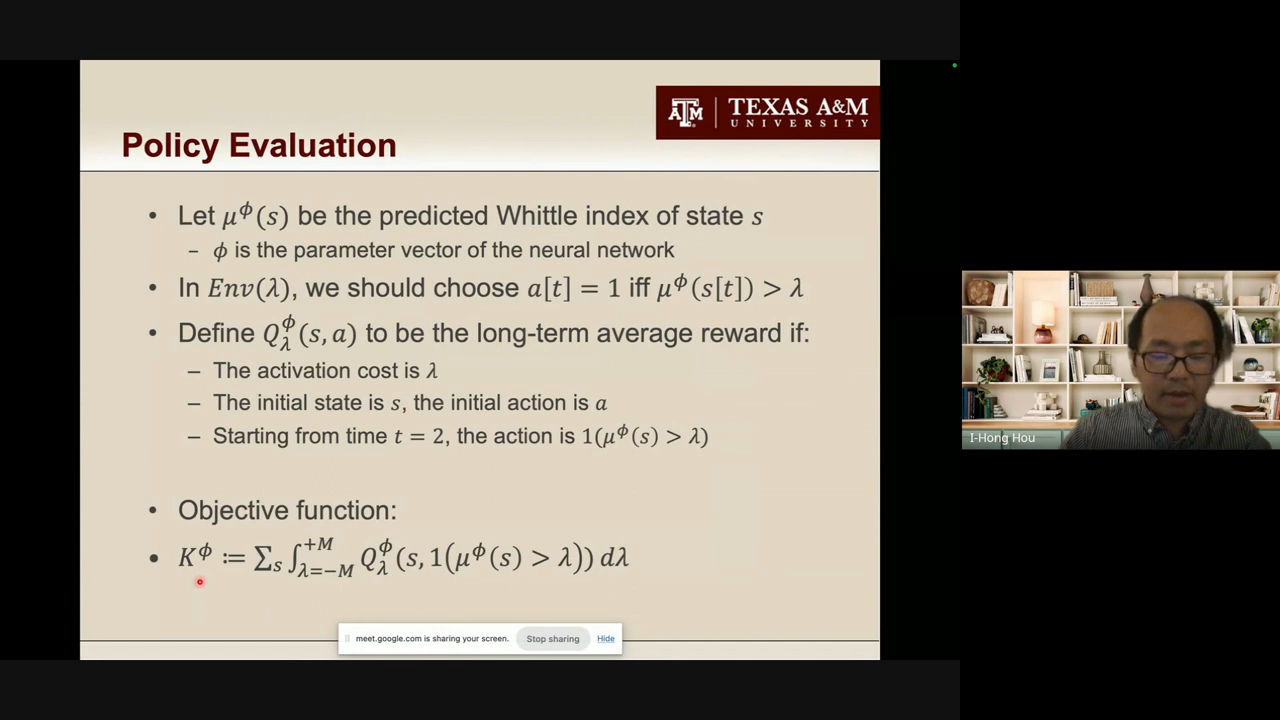 TEXAS A&M
UNIVERSITY
Policy Evaluation
• Let μ^ϕ(s) be the predicted Whittle index of state s
– ϕ is the parameter vector of the neural network
• In Env(λ), we should choose a[t] = 1 iff μ^ϕ(s[t]) > λ
• Define Q_λ^ϕ(s, a) to be the long-term average reward if:
– The activation cost is λ
– The initial state is s, the initial action is a
– Starting from time t = 2, the action is 1(μ^ϕ(s) > λ)
• Objective function:
• K^ϕ ≔ ∑_s ∫_{λ=−M}^{+M} Q_λ^ϕ(s, 1(μ^ϕ(s) > λ)) dλ
meet.google.com is sharing your screen. Stop sharing Hide
I-Hong Hou